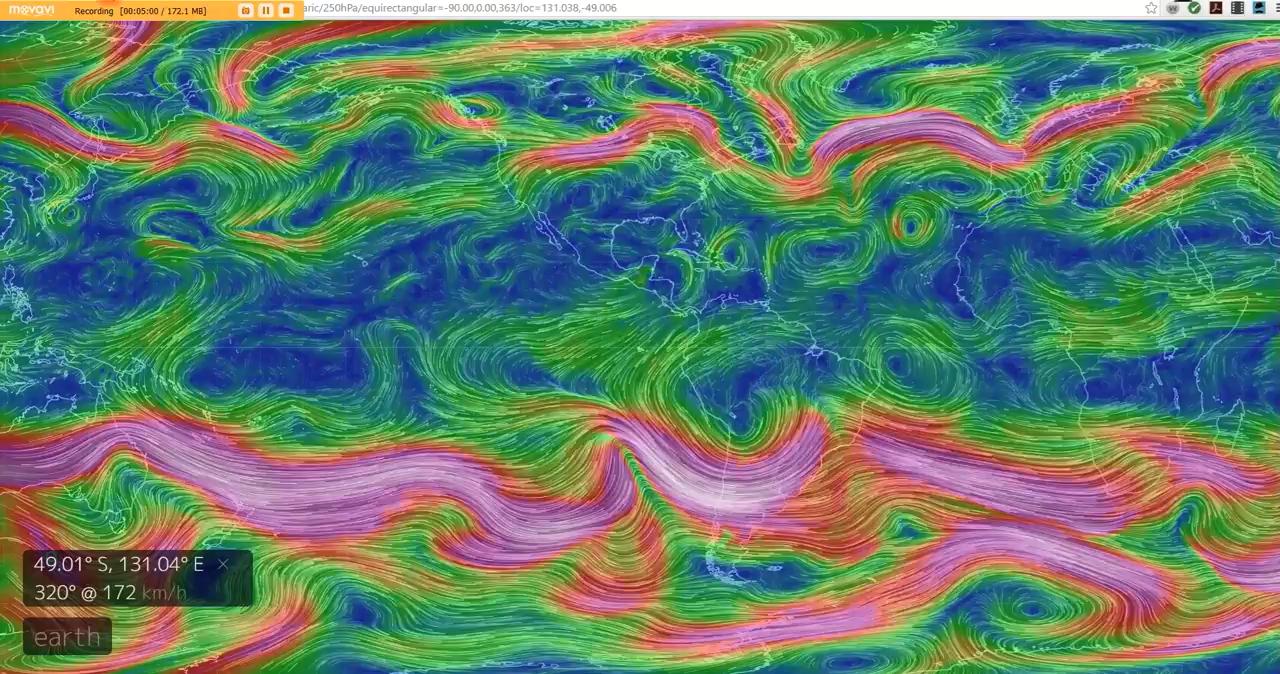 movavi
Recording [00:05:00 / 172.1 MB]
aric/250hPa/equirectangular=-90.00,0.00,363/loc=131.038,-49.006
49.01° S, 131.04° E ×
320° @ 172 km/h
earth